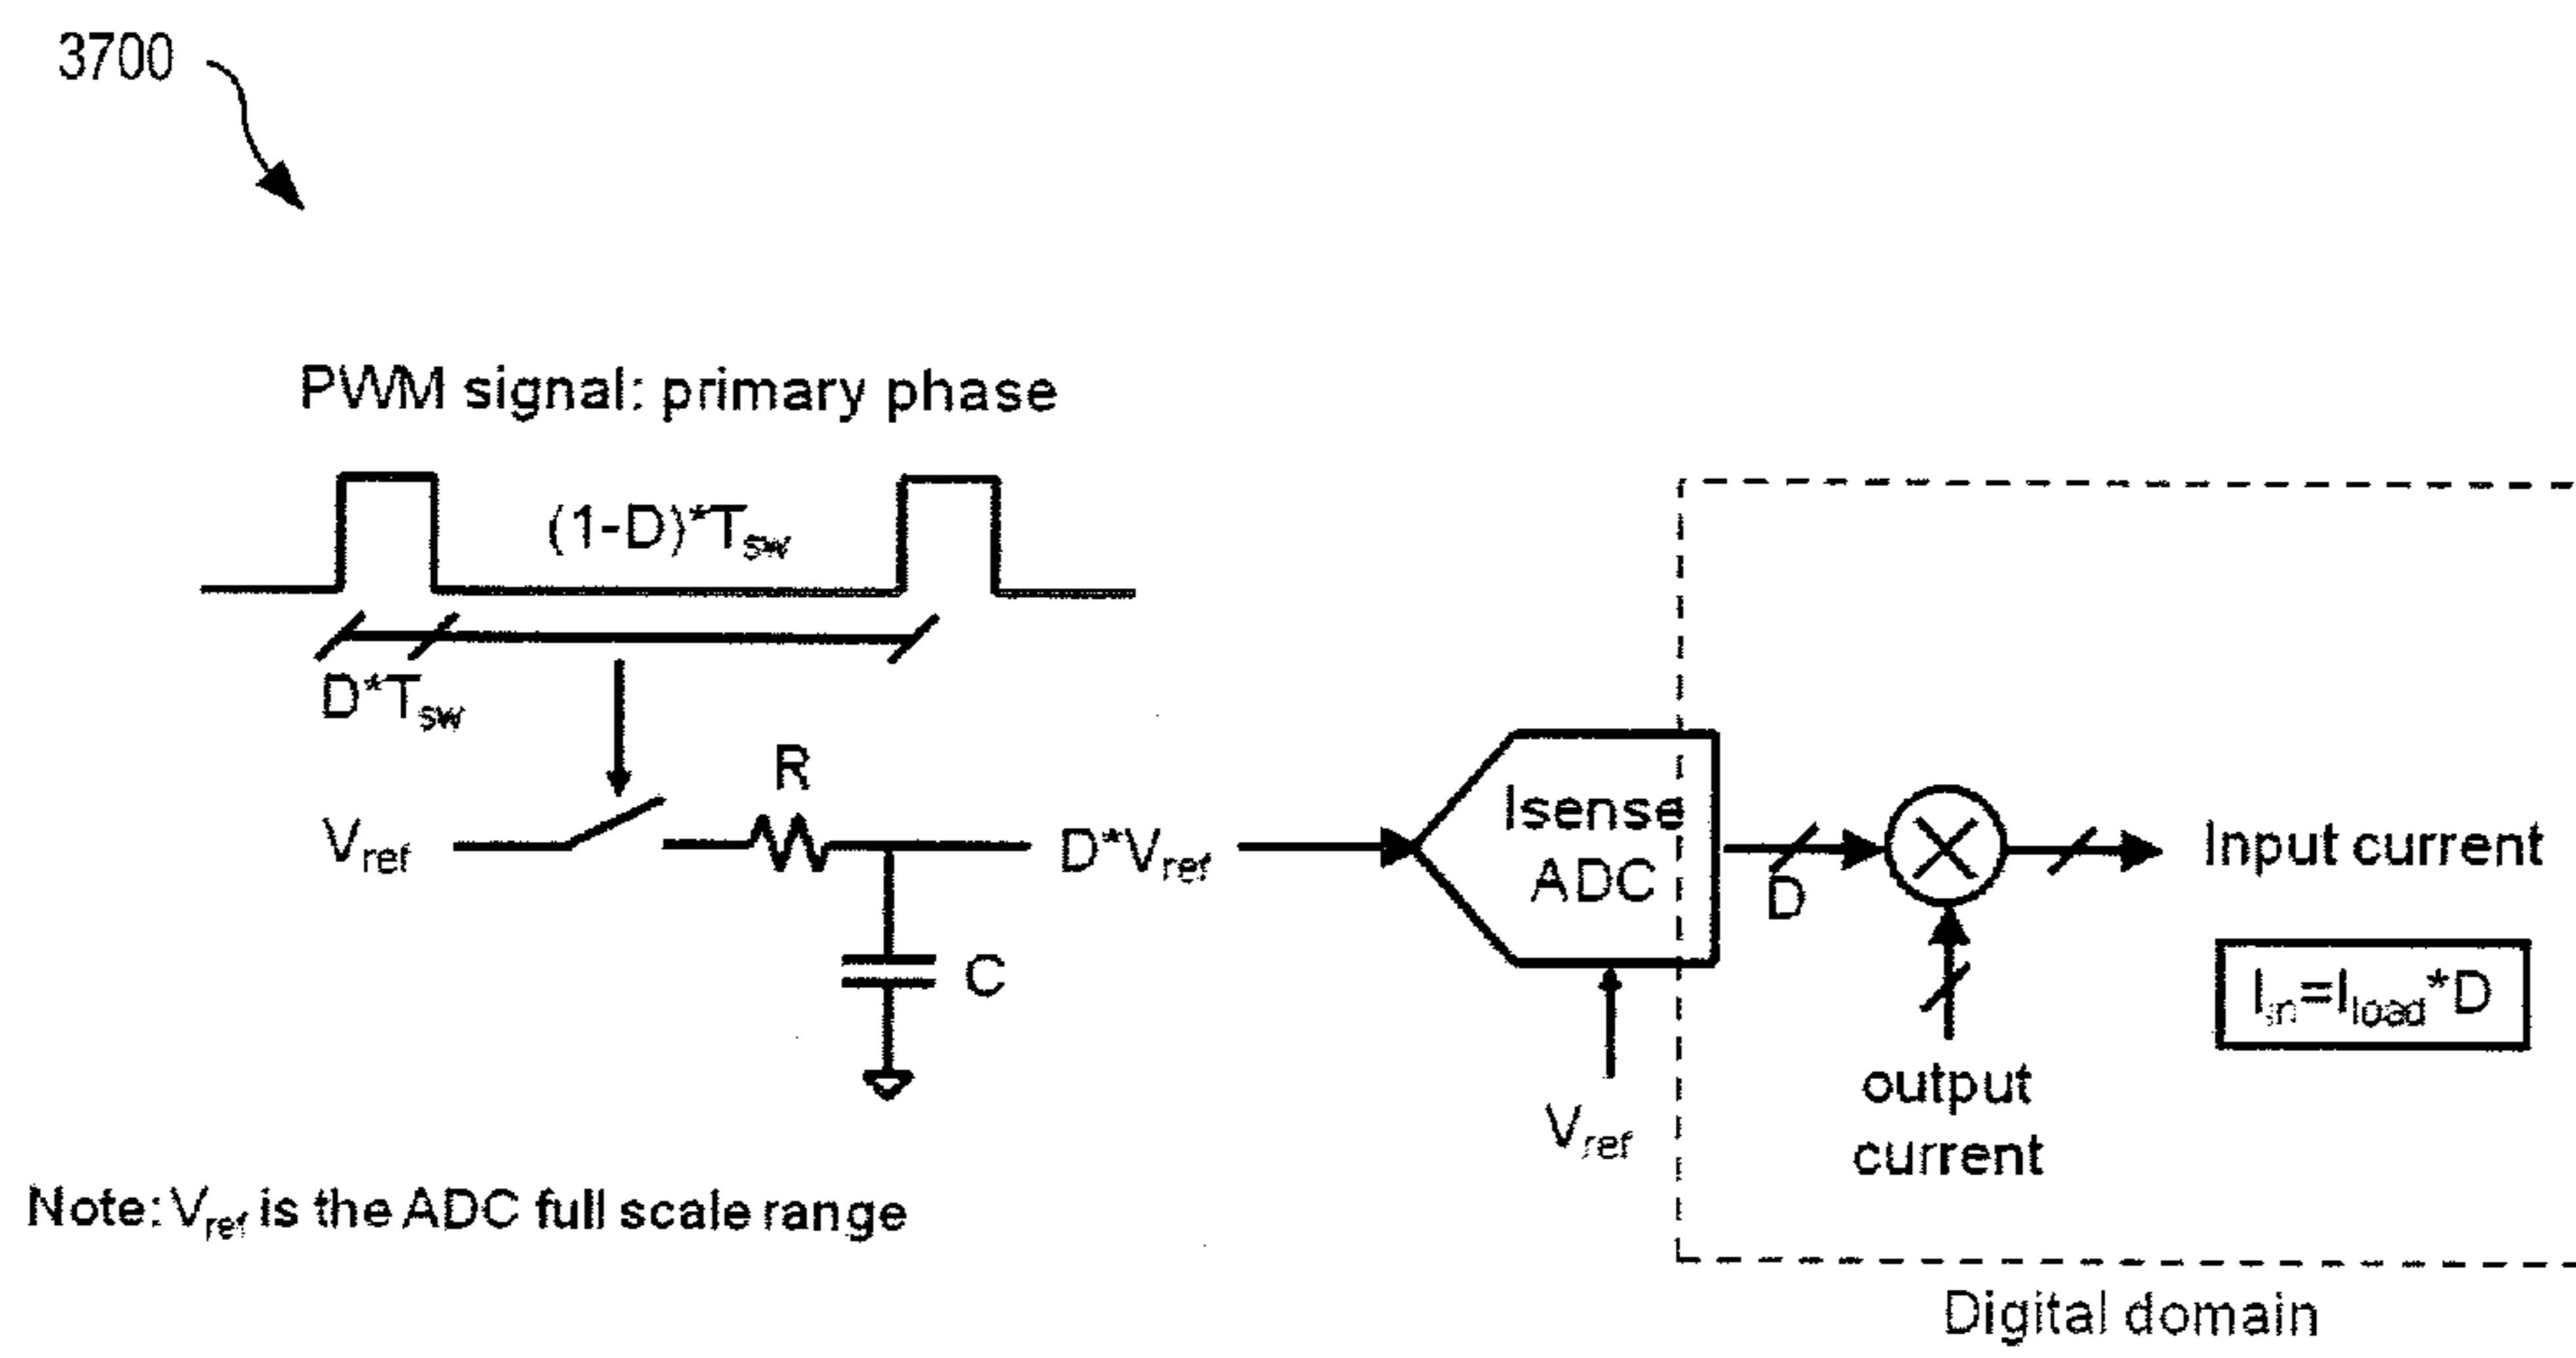 3700
PWM signal: primary phase
(1-D)*Tsw
D*Tsw
R
Vref
D*Vref
Isense
ADC
D
Input current
C
Iin=Iload*D
Vref
output
current
Note: Vref is the ADC full scale range
Digital domain